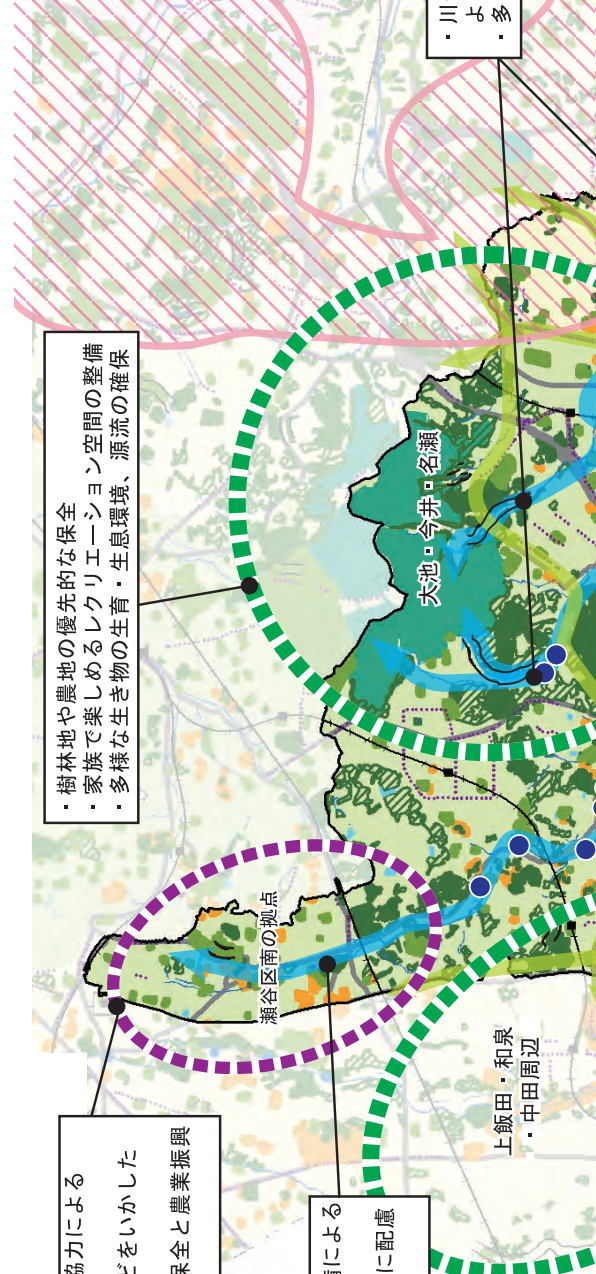 ・樹林地や農地の優先的な保全
・家族で楽しめるレクリエーション空間の整備
・多様な生き物の生育・生息環境、源流の確保
・川
よ
・多
大池・今井・名瀬
瀬谷区南の拠点
上飯田・和泉
・中田周辺
協力による
どをいかした
保全と農業振興
による
に配慮